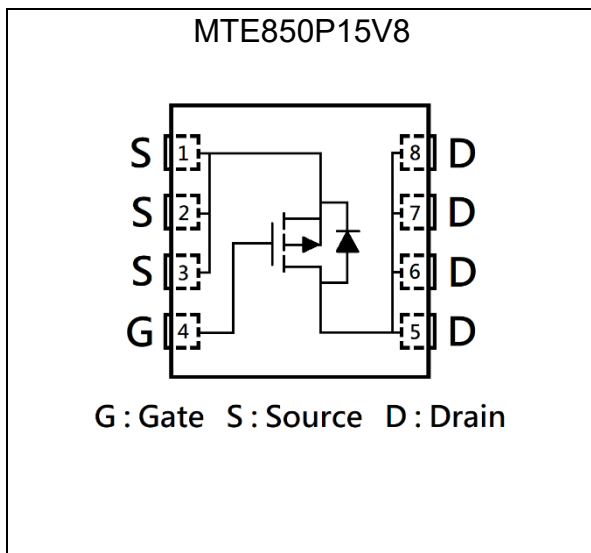 MTE850P15V8
S 1 8 D
S 2 7 D
S 3 6 D
G 4 5 D
G : Gate S : Source D : Drain